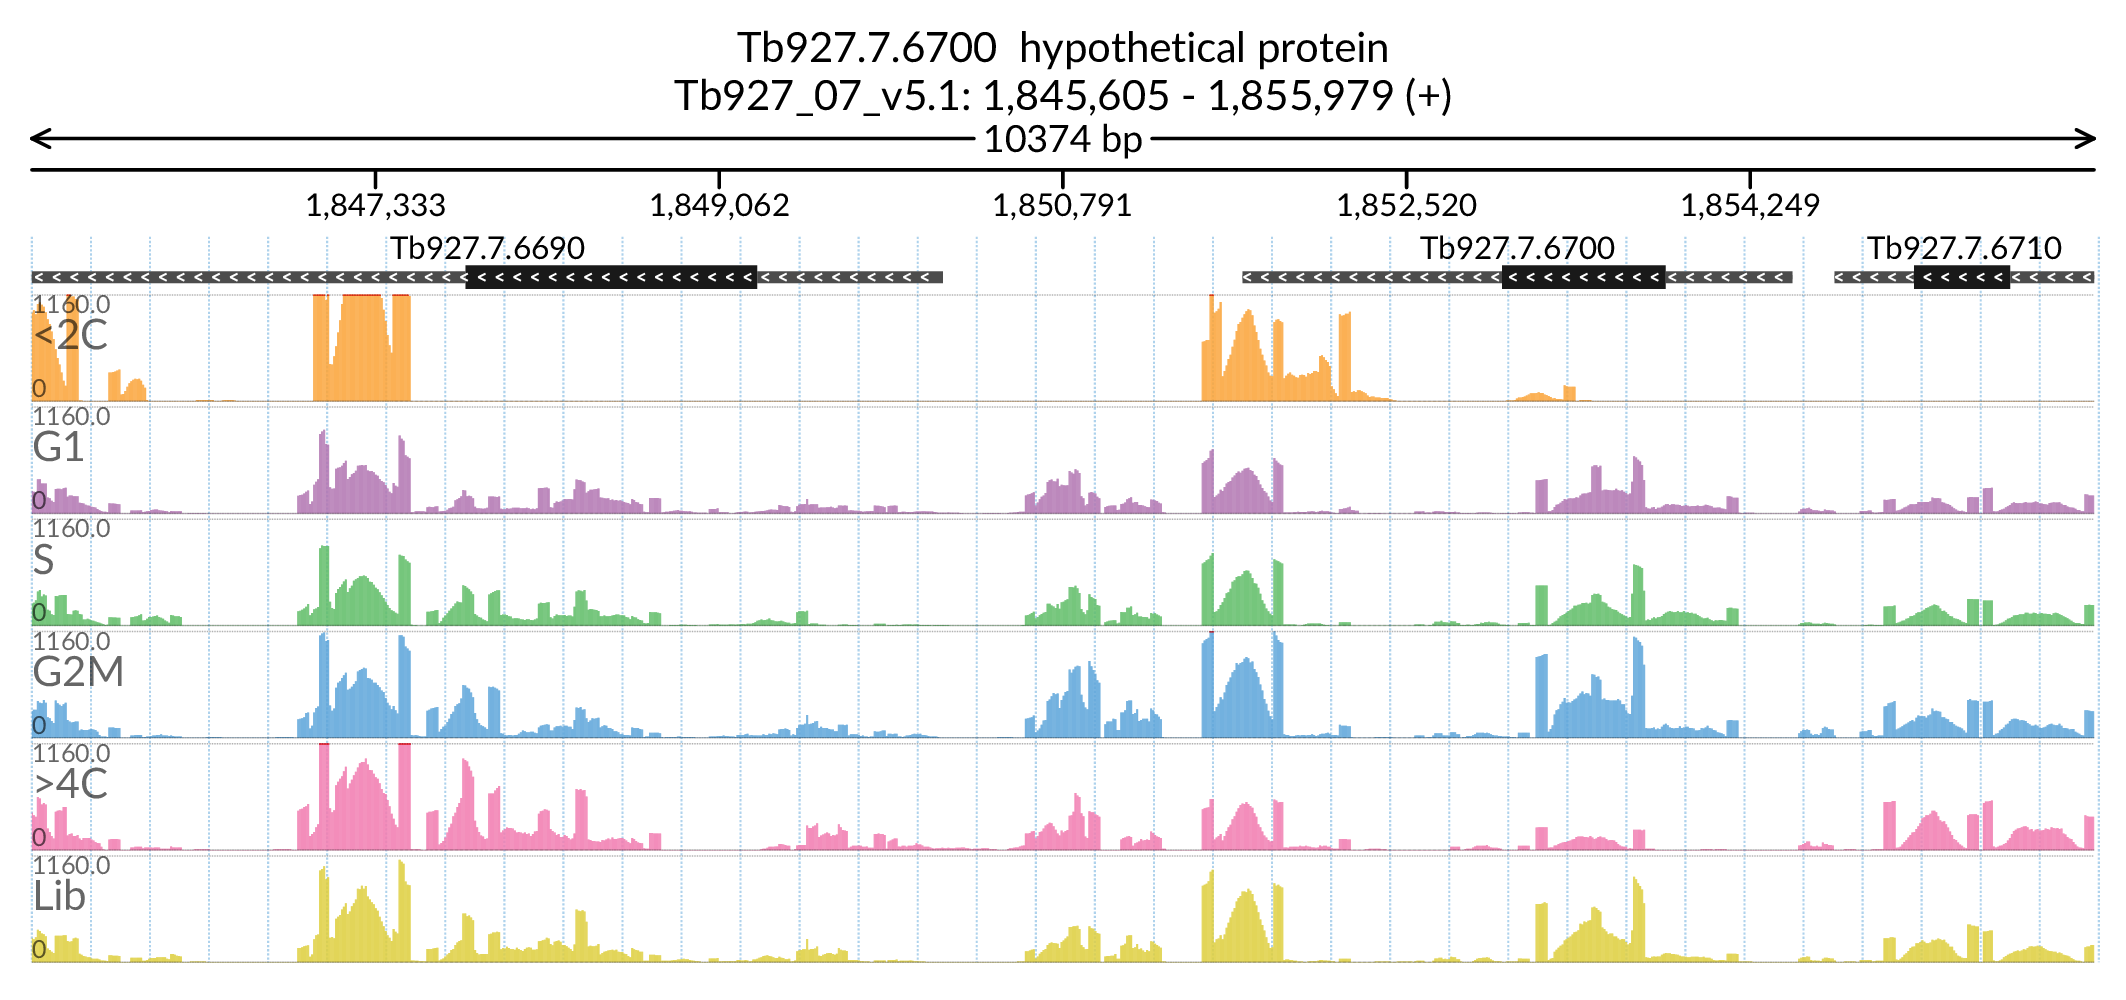 Tb927.7.6700 hypothetical protein
Tb927_07_v5.1: 1,845,605 - 1,855,979 (+)
10374 bp
1,847,333 1,849,062 1,850,791 1,852,520 1,854,249
Tb927.7.6690 Tb927.7.6700 Tb927.7.6710
1160.0
<2C
0
1160.0
G1
0
1160.0
S
0
1160.0
G2M
0
1160.0
>4C
0
1160.0
Lib
0